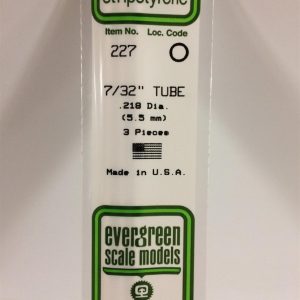 styrene
Item No. Loc. Code
227
7/32" TUBE
.218 Dia.
(5.5 mm)
3 Pieces
Made in U.S.A.
evergreen
scale models